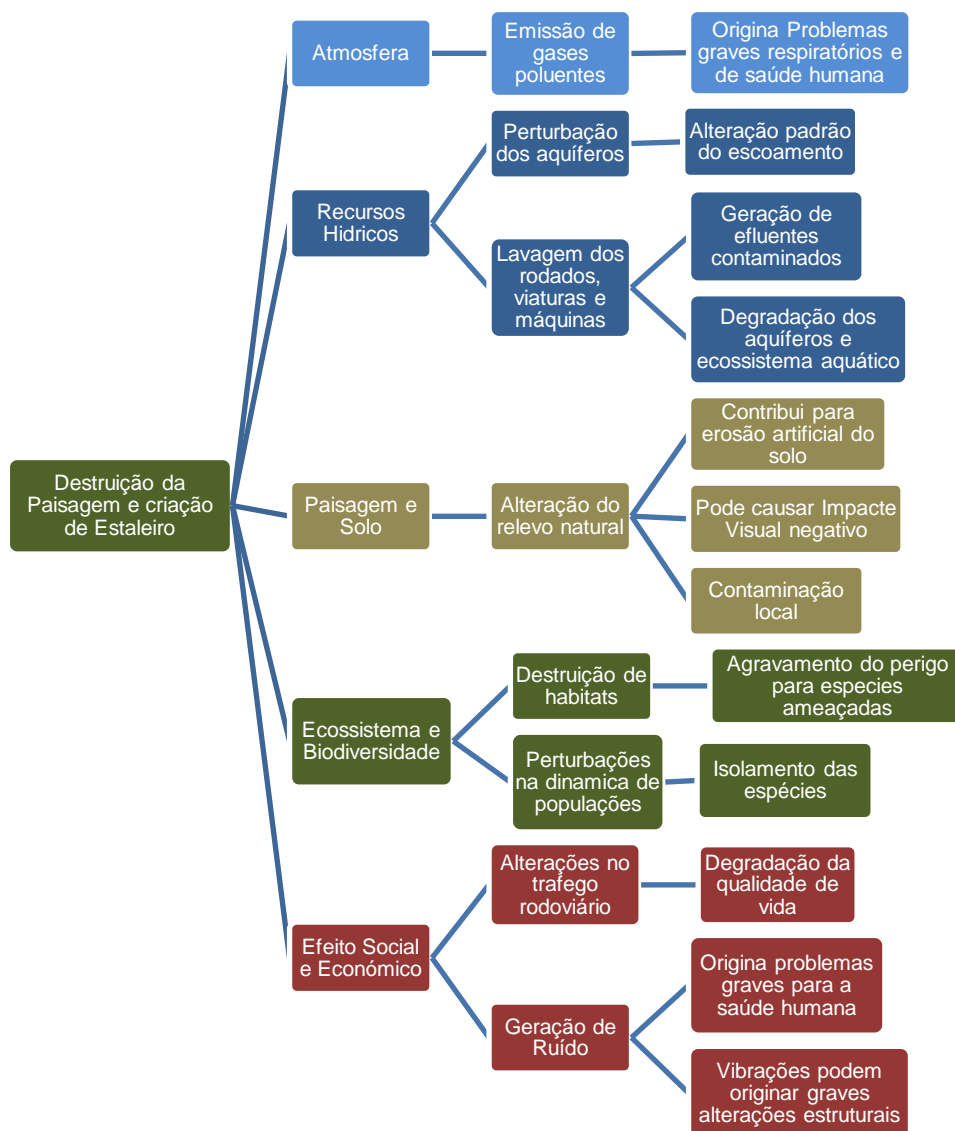 Destruição da
Paisagem e criação
de Estaleiro
Atmosfera
Emissão de
gases
poluentes
Origina Problemas
graves respiratórios e
de saúde humana
Recursos
Hidricos
Perturbação
dos aquíferos
Alteração padrão
do escoamento
Lavagem dos
rodados,
viaturas e
máquinas
Geração de
efluentes
contaminados
Degradação dos
aquíferos e
ecossistema aquático
Paisagem e
Solo
Alteração do
relevo natural
Contribui para
erosão artificial do
solo
Pode causar Impacte
Visual negativo
Contaminação
local
Ecossistema e
Biodiversidade
Destruição de
habitats
Agravamento do perigo
para especies
ameaçadas
Perturbações
na dinamica de
populações
Isolamento das
espécies
Efeito Social
e Económico
Alterações no
trafego
rodoviário
Degradação da
qualidade de
vida
Geração de
Ruído
Origina problemas
graves para a
saúde humana
Vibrações podem
originar graves
alterações estruturais